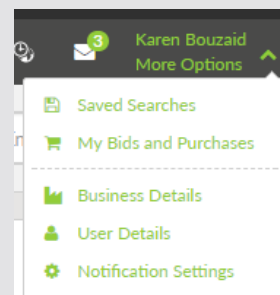 3
Karen Bouzaid
More Options
Saved Searches
My Bids and Purchases
Business Details
User Details
Notification Settings